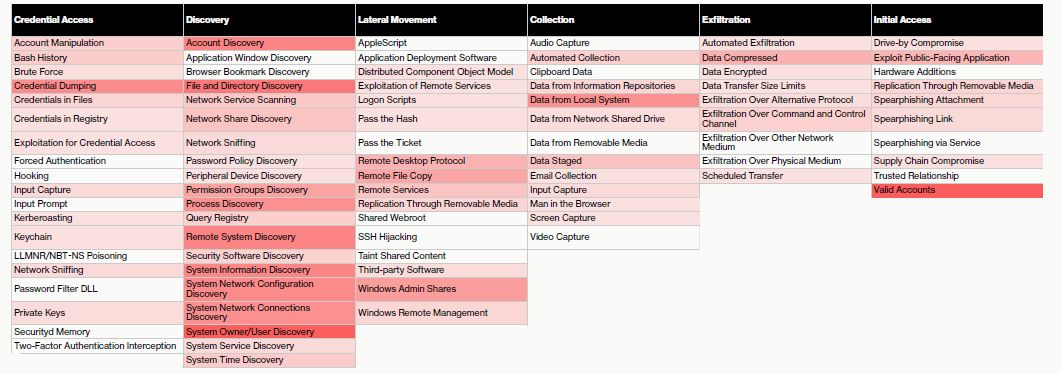 Credential Access
Discovery
Lateral Movement
Collection
Exfiltration
Initial Access
Account Manipulation
Account Discovery
AppleScript
Audio Capture
Automated Exfiltration
Drive-by Compromise
Bash History
Application Window Discovery
Application Deployment Software
Automated Collection
Data Compressed
Exploit Public-Facing Application
Brute Force
Browser Bookmark Discovery
Distributed Component Object Model
Clipboard Data
Data Encrypted
Hardware Additions
Credential Dumping
File and Directory Discovery
Exploitation of Remote Services
Data from Information Repositories
Data Transfer Size Limits
Replication Through Removable Media
Credentials in Files
Network Service Scanning
Logon Scripts
Data from Local System
Exfiltration Over Alternative Protocol
Spearphishing Attachment
Credentials in Registry
Network Share Discovery
Pass the Hash
Data from Network Shared Drive
Exfiltration Over Command and Control
Channel
Spearphishing Link
Exploitation for Credential Access
Network Sniffing
Pass the Ticket
Data from Removable Media
Exfiltration Over Other Network
Medium
Spearphishing via Service
Forced Authentication
Password Policy Discovery
Remote Desktop Protocol
Data Staged
Exfiltration Over Physical Medium
Supply Chain Compromise
Hooking
Peripheral Device Discovery
Remote File Copy
Email Collection
Scheduled Transfer
Trusted Relationship
Input Capture
Permission Groups Discovery
Remote Services
Input Capture
Valid Accounts
Input Prompt
Process Discovery
Replication Through Removable Media
Man in the Browser
Kerberoasting
Query Registry
Shared Webroot
Screen Capture
Keychain
Remote System Discovery
SSH Hijacking
Video Capture
LLMNR/NBT-NS Poisoning
Security Software Discovery
Taint Shared Content
Network Sniffing
System Information Discovery
Third-party Software
Password Filter DLL
System Network Configuration
Discovery
Windows Admin Shares
Private Keys
System Network Connections
Discovery
Windows Remote Management
Securityd Memory
System Owner/User Discovery
Two-Factor Authentication Interception
System Service Discovery
System Time Discovery